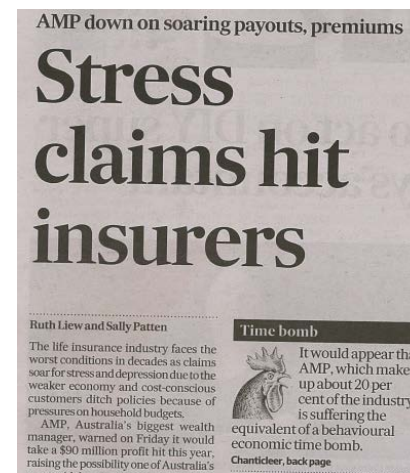 AMP down on soaring payouts, premiums
Stress
claims hit
insurers
Ruth Liew and Sally Patten
The life insurance industry faces the
worst conditions in decades as claims
soar for stress and depression due to the
weaker economy and cost-conscious
customers ditch policies because of
pressures on household budgets.
AMP, Australia's biggest wealth
manager, warned on Friday it would
take a $90 million profit hit this year,
raising the possibility one of Australia's
Time bomb
It would appear tha
AMP, which make
up about 20 per
cent of the industry
is suffering the
equivalent of a behavioural
economic time bomb.
Chanticleer, back page